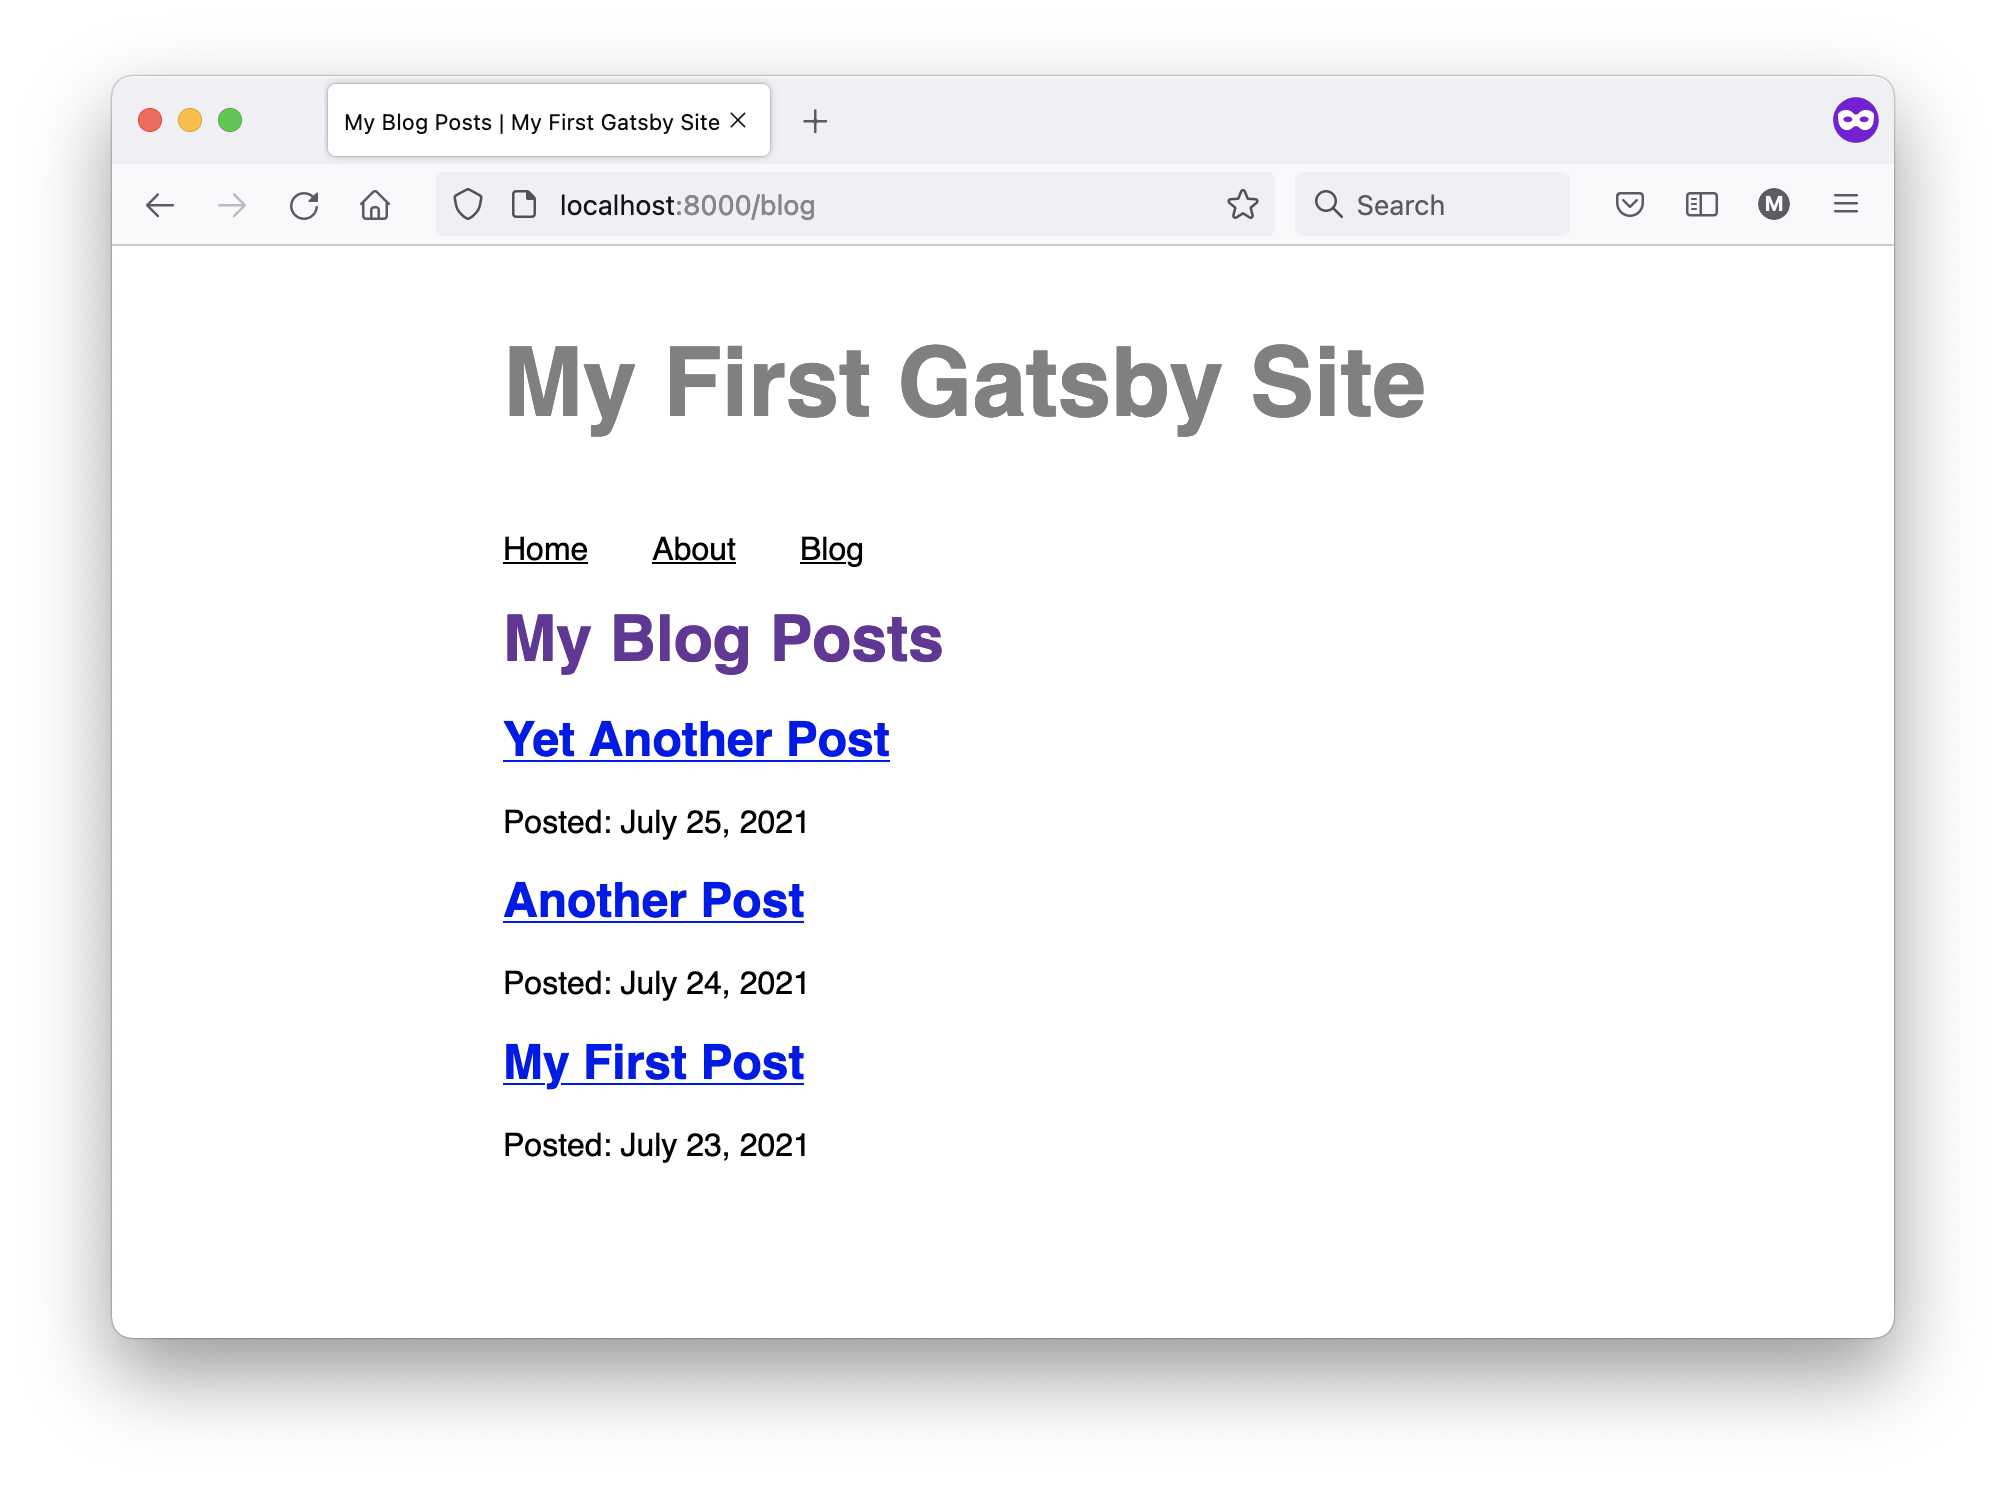 My Blog Posts | My First Gatsby Site
localhost:8000/blog
Search
M
My First Gatsby Site
Home About Blog
My Blog Posts
Yet Another Post
Posted: July 25, 2021
Another Post
Posted: July 24, 2021
My First Post
Posted: July 23, 2021